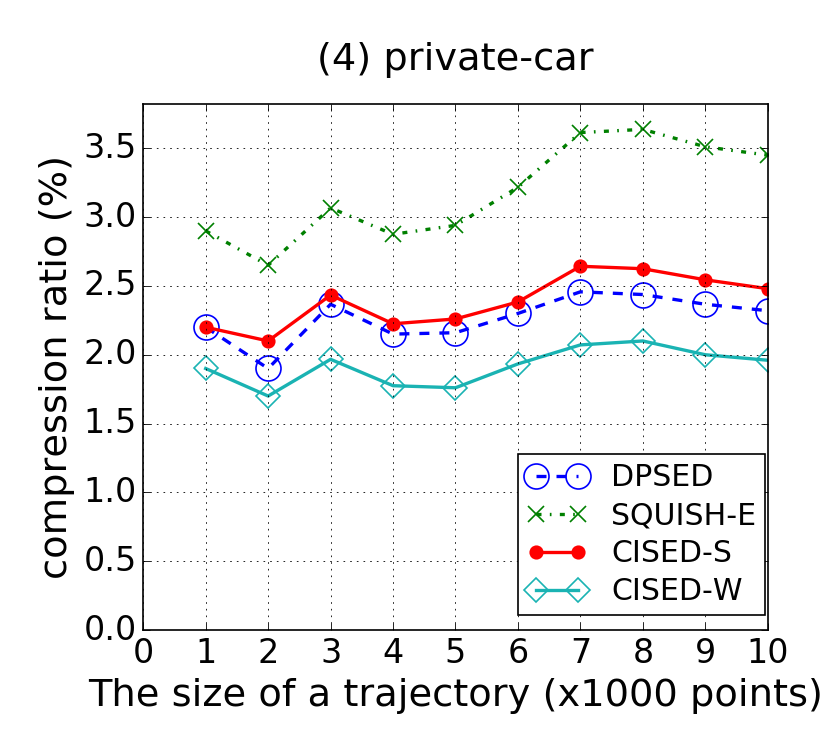 (4) private-car
compression ratio (%)
3.5
3.0
2.5
2.0
1.5
1.0
0.5
0.0
0 1 2 3 4 5 6 7 8 9 10
The size of a trajectory (x1000 points)
DPSED
SQUISH-E
CISED-S
CISED-W